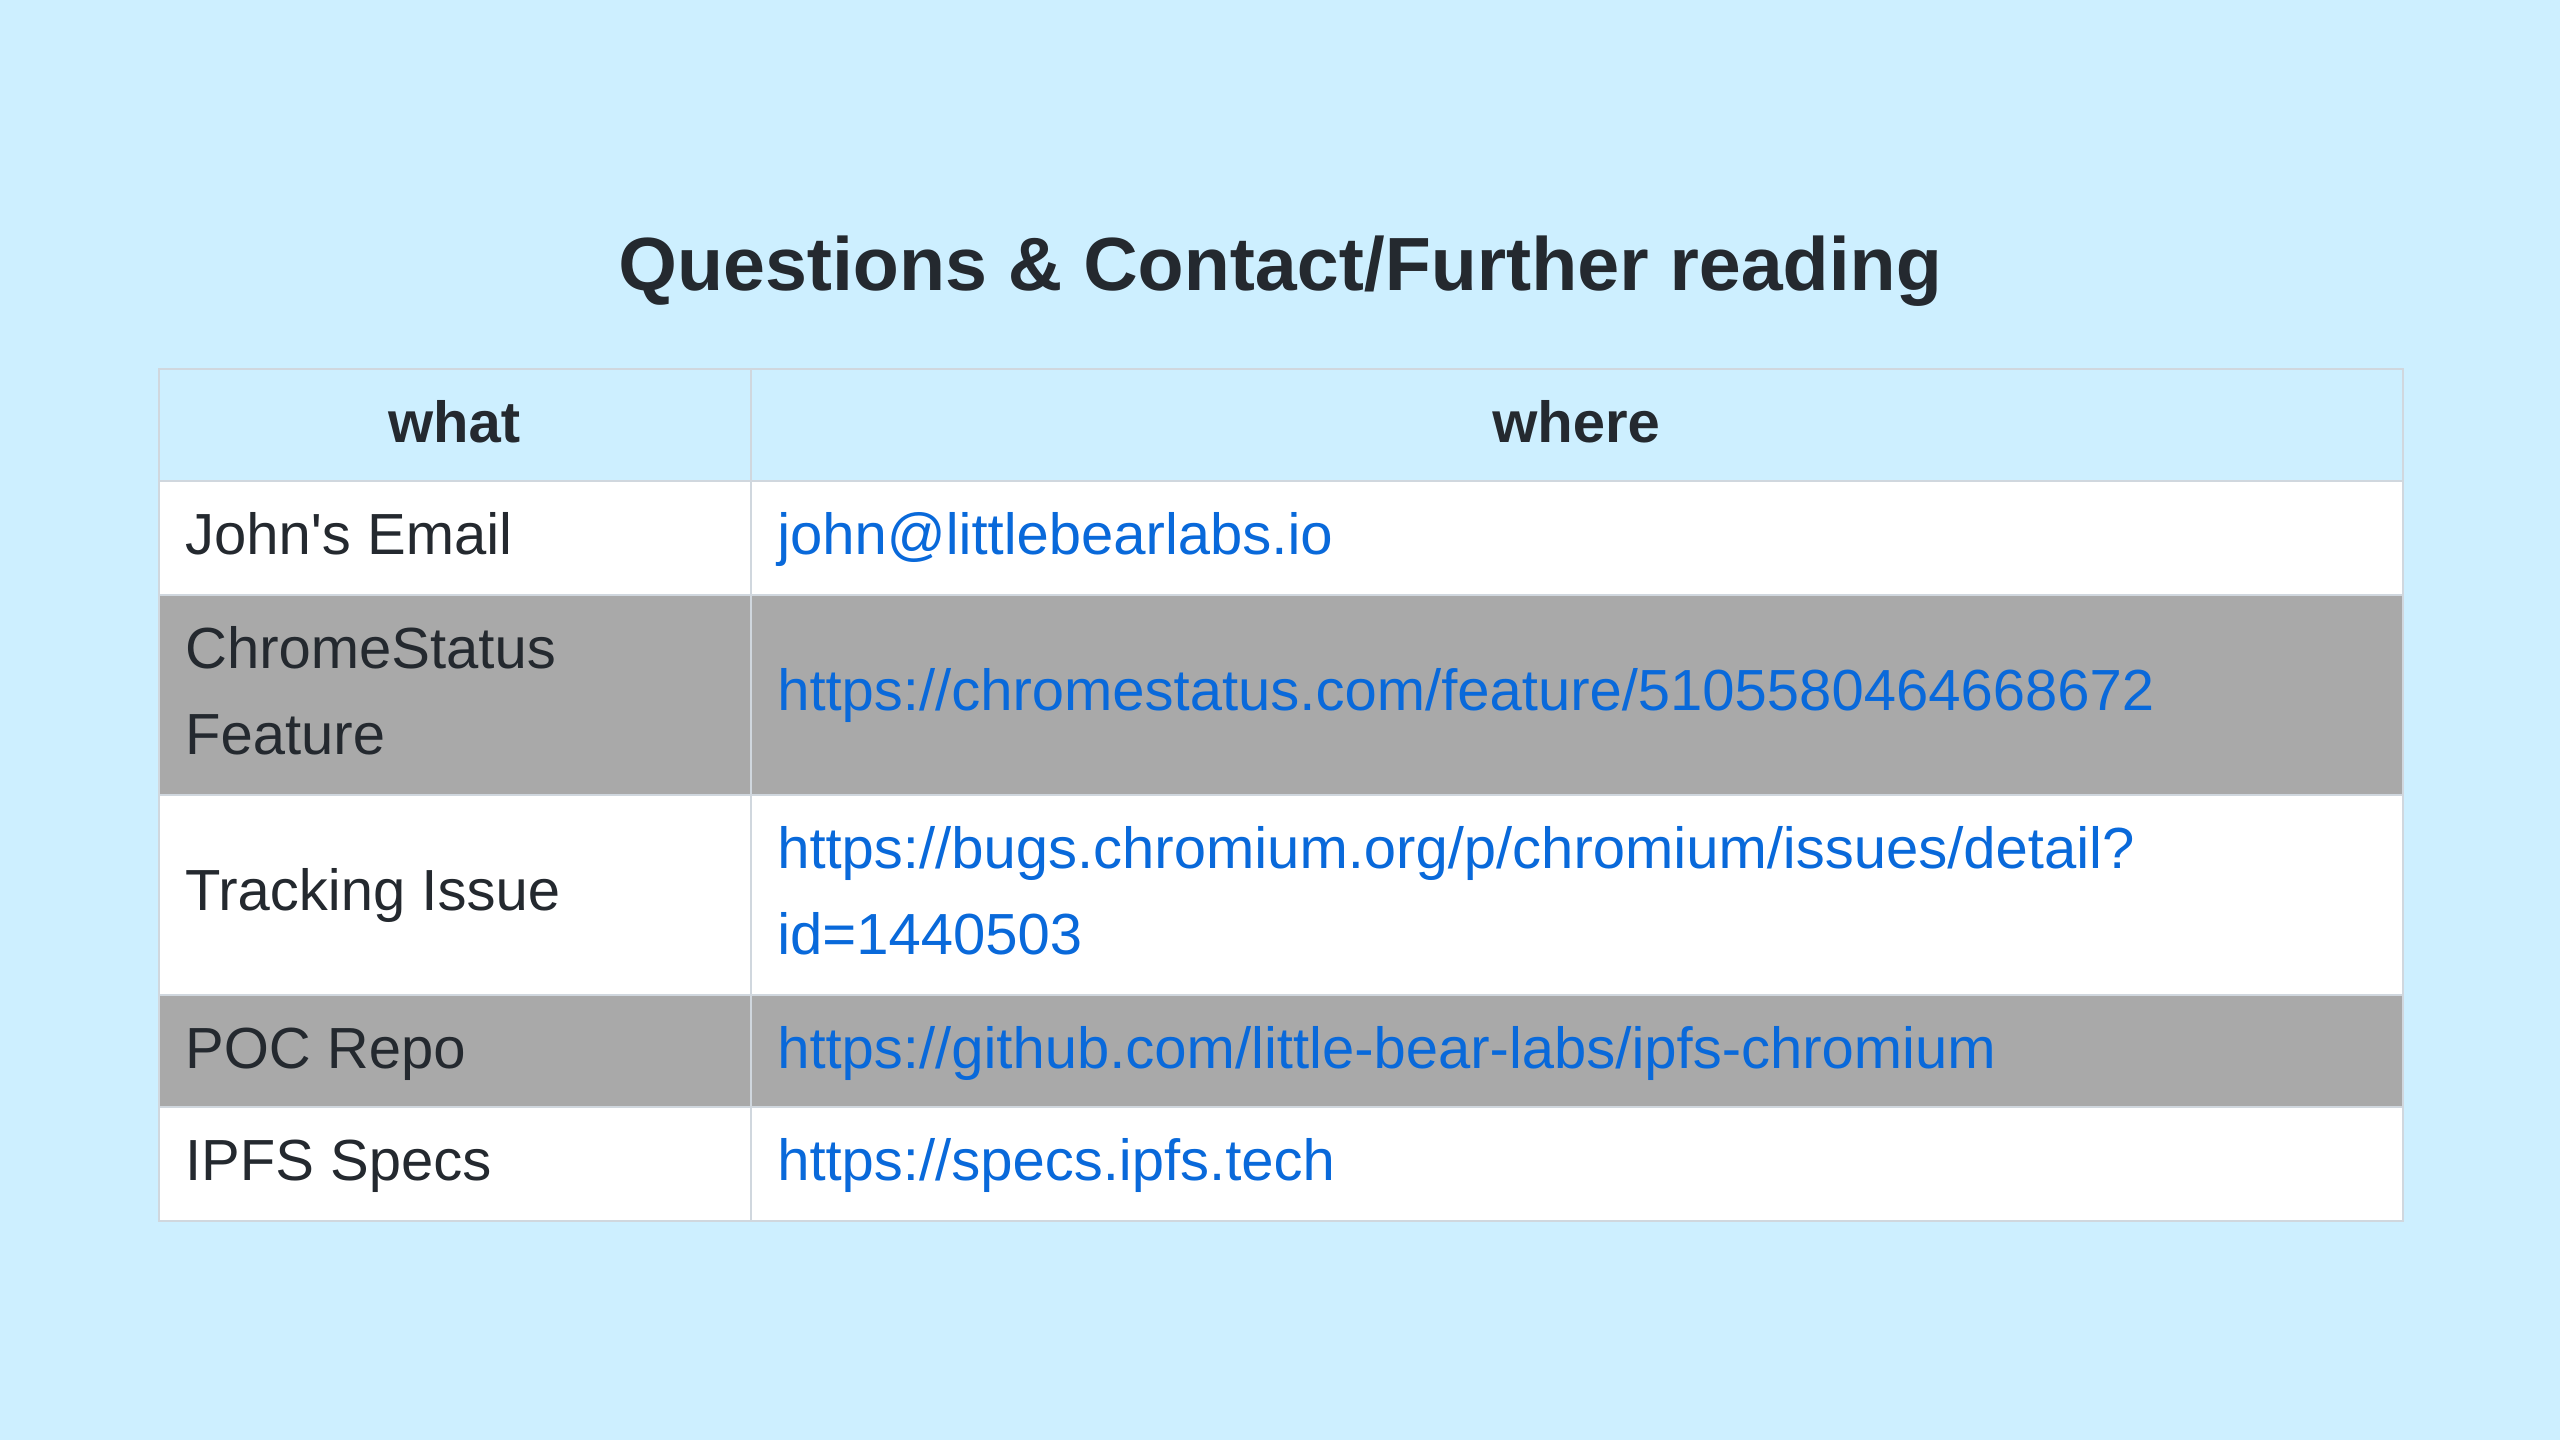 Questions & Contact/Further reading
what where
John's Email john@littlebearlabs.io
ChromeStatus
Feature
https://chromestatus.com/feature/5105580464668672
Tracking Issue
https://bugs.chromium.org/p/chromium/issues/detail?
id=1440503
POC Repo https://github.com/little-bear-labs/ipfs-chromium
IPFS Specs https://specs.ipfs.tech